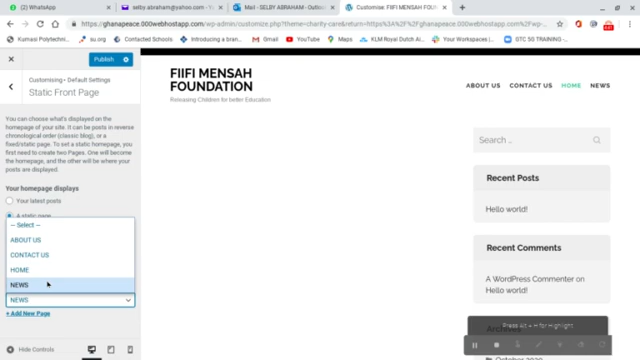 WhatsApp
selby.abraham@yahoo.com - Y
Mail - SELBY ABRAHAM - Outloo
Customise: FIIFI MENSAH FOUN
https://ghanapeace.000webhostapp.com/wp-admin/customize.php?theme=charity-care&return=https%3A%2F%2Fghanapeace.000webhostapp.com%2Fwp-
Kumasi Polytechnic
isu.org
Contacted Schools
Introducing a bran
Gmail
YouTube
Maps
KLM Royal Dutch Air
Your Workspaces |
OTC 5G TRAINING -
Publish
Customising • Default Settings
Static Front Page
You can choose what's displayed on the
homepage of your site. It can be posts in reverse
chronological order (classic blog), or a
fixed/static page. To set a static homepage, you
first need to create two Pages. One will become
the homepage, and the other will be where your
posts are displayed.
Your homepage displays
Your latest posts
A static page
-- Select --
ABOUT US
CONTACT US
HOME
NEWS
NEWS
+ Add New Page
Hide Controls
FIIFI MENSAH
FOUNDATION
Releasing Children for better Education
ABOUT US
CONTACT US
HOME
NEWS
Search ...
Recent Posts
Hello world!
Recent Comments
A WordPress Commenter on
Hello world!
Archives
Press Alt + H for Highlight
October 2020